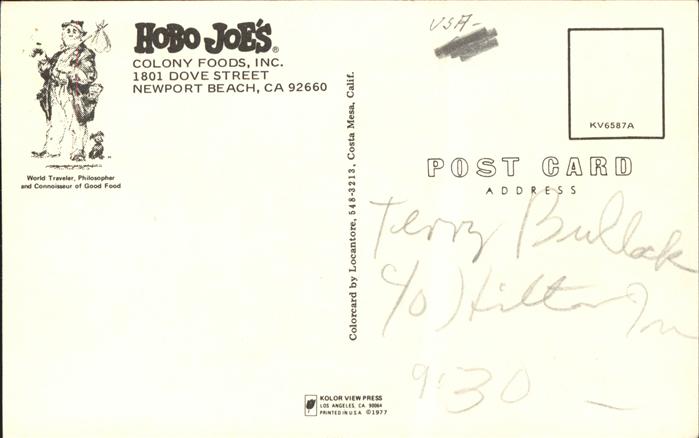 HOBO JOE'S®
COLONY FOODS, INC.
1801 DOVE STREET
NEWPORT BEACH, CA 92660
World Traveler, Philosopher
and Connoisseur of Good Food
Colorcard by Locantore, 548-3213, Costa Mesa, Calif.
USA-
KV6587A
POST CARD
ADDRESS
Terry Bullock
c/o Hilton Inn
9:30 –
KOLOR VIEW PRESS
LOS ANGELES, CA 90064
PRINTED IN U.S.A. ©1977